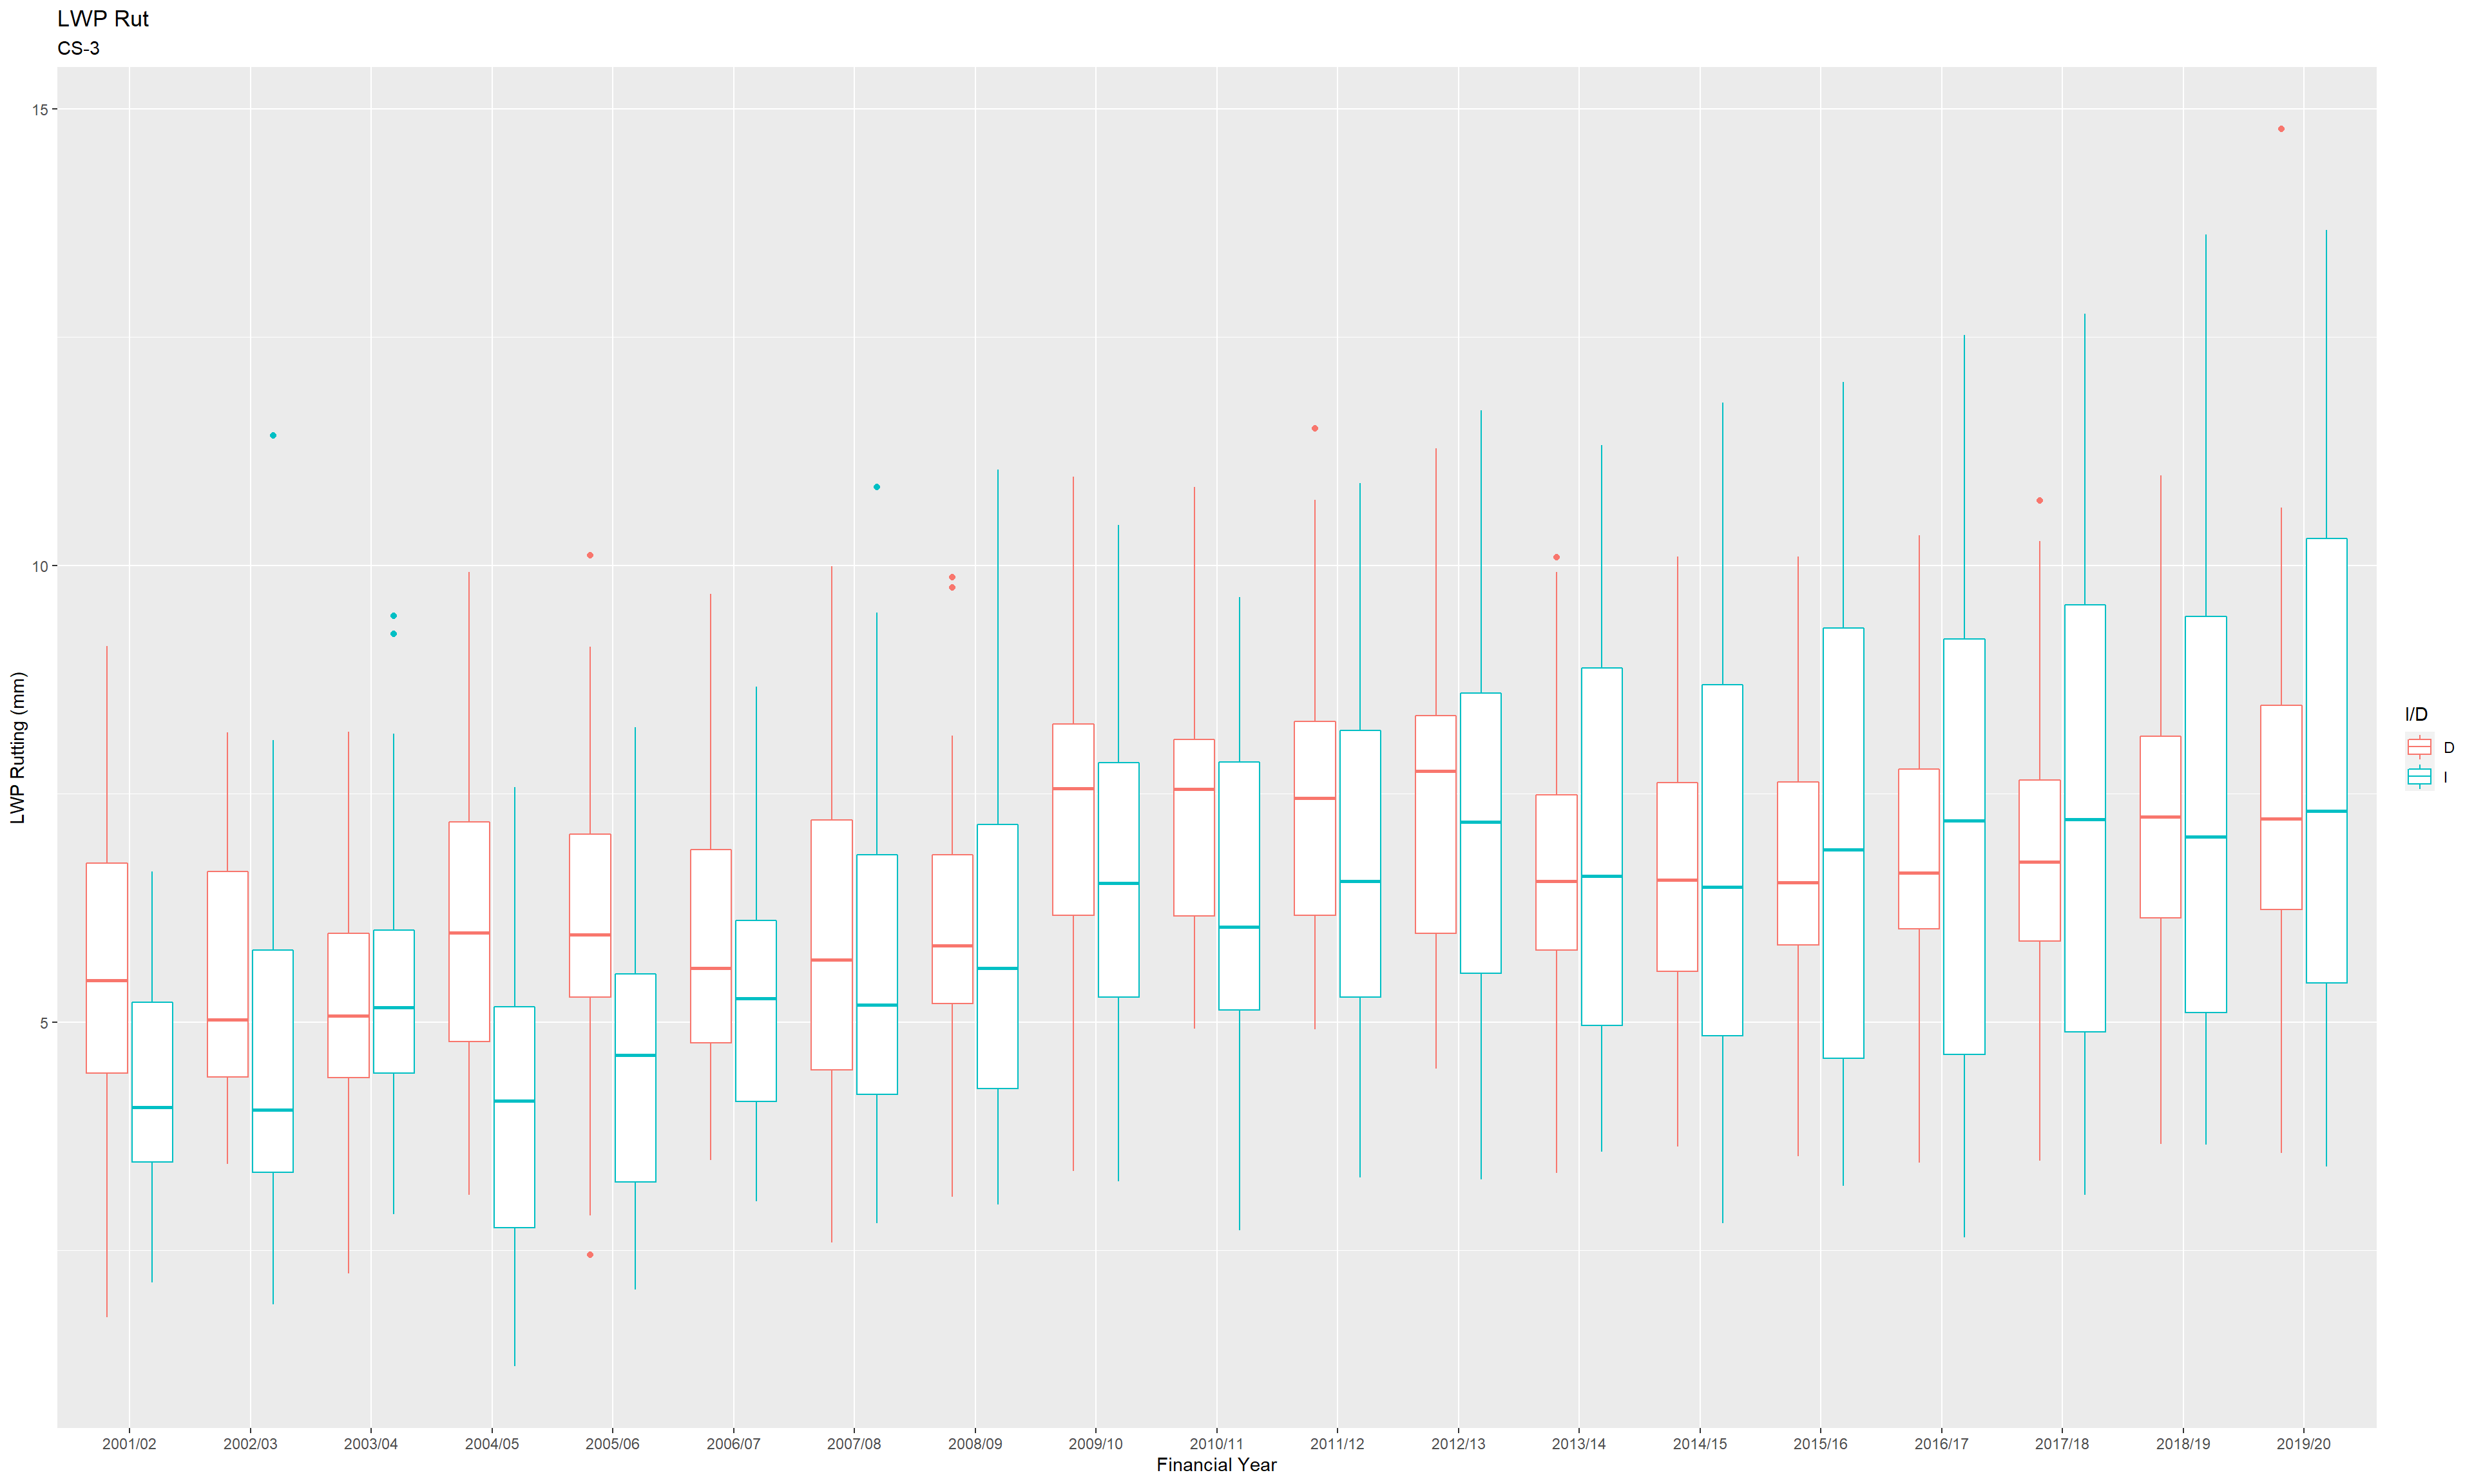 LWP Rut
CS-3
15
10
5
LWP Rutting (mm)
2001/02 2002/03 2003/04 2004/05 2005/06 2006/07 2007/08 2008/09 2009/10 2010/11 2011/12 2012/13 2013/14 2014/15 2015/16 2016/17 2017/18 2018/19 2019/20
Financial Year
I/D
D
I